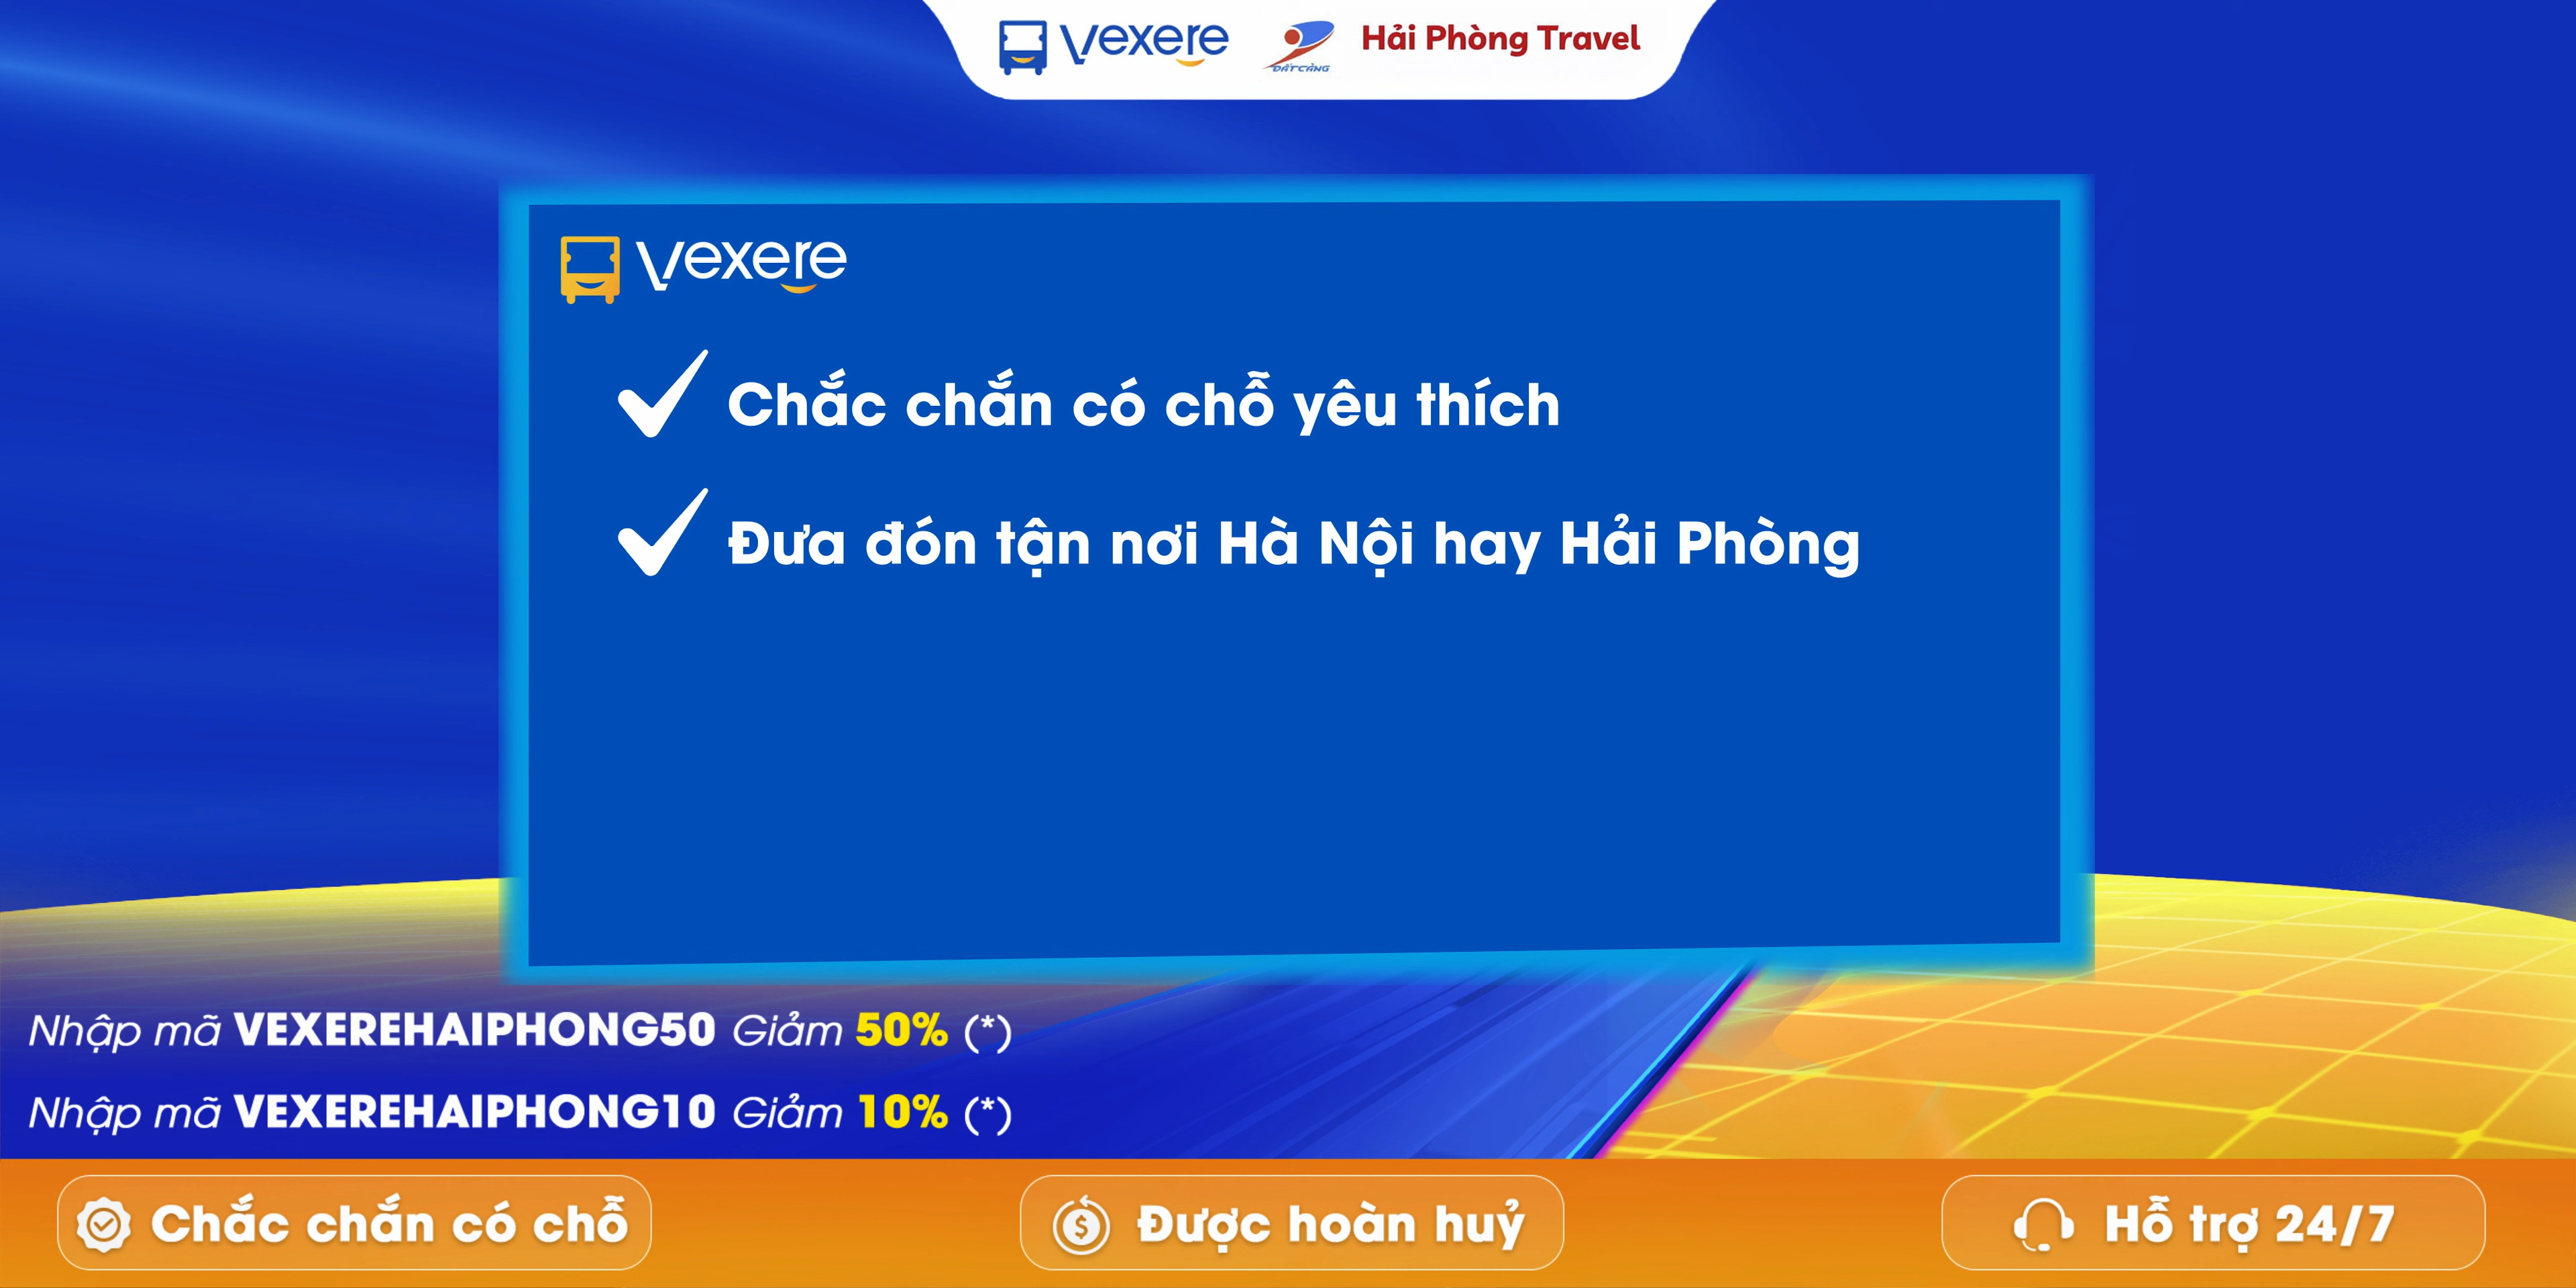 Vexere ĐẤT CẢNG Hải Phòng Travel
Vexere
Chắc chắn có chỗ yêu thích
Đưa đón tận nơi Hà Nội hay Hải Phòng
Nhập mã VEXEREHAIPHONG50 Giảm 50% (*)
Nhập mã VEXEREHAIPHONG10 Giảm 10% (*)
Chắc chắn có chỗ
Được hoàn huỷ
Hỗ trợ 24/7